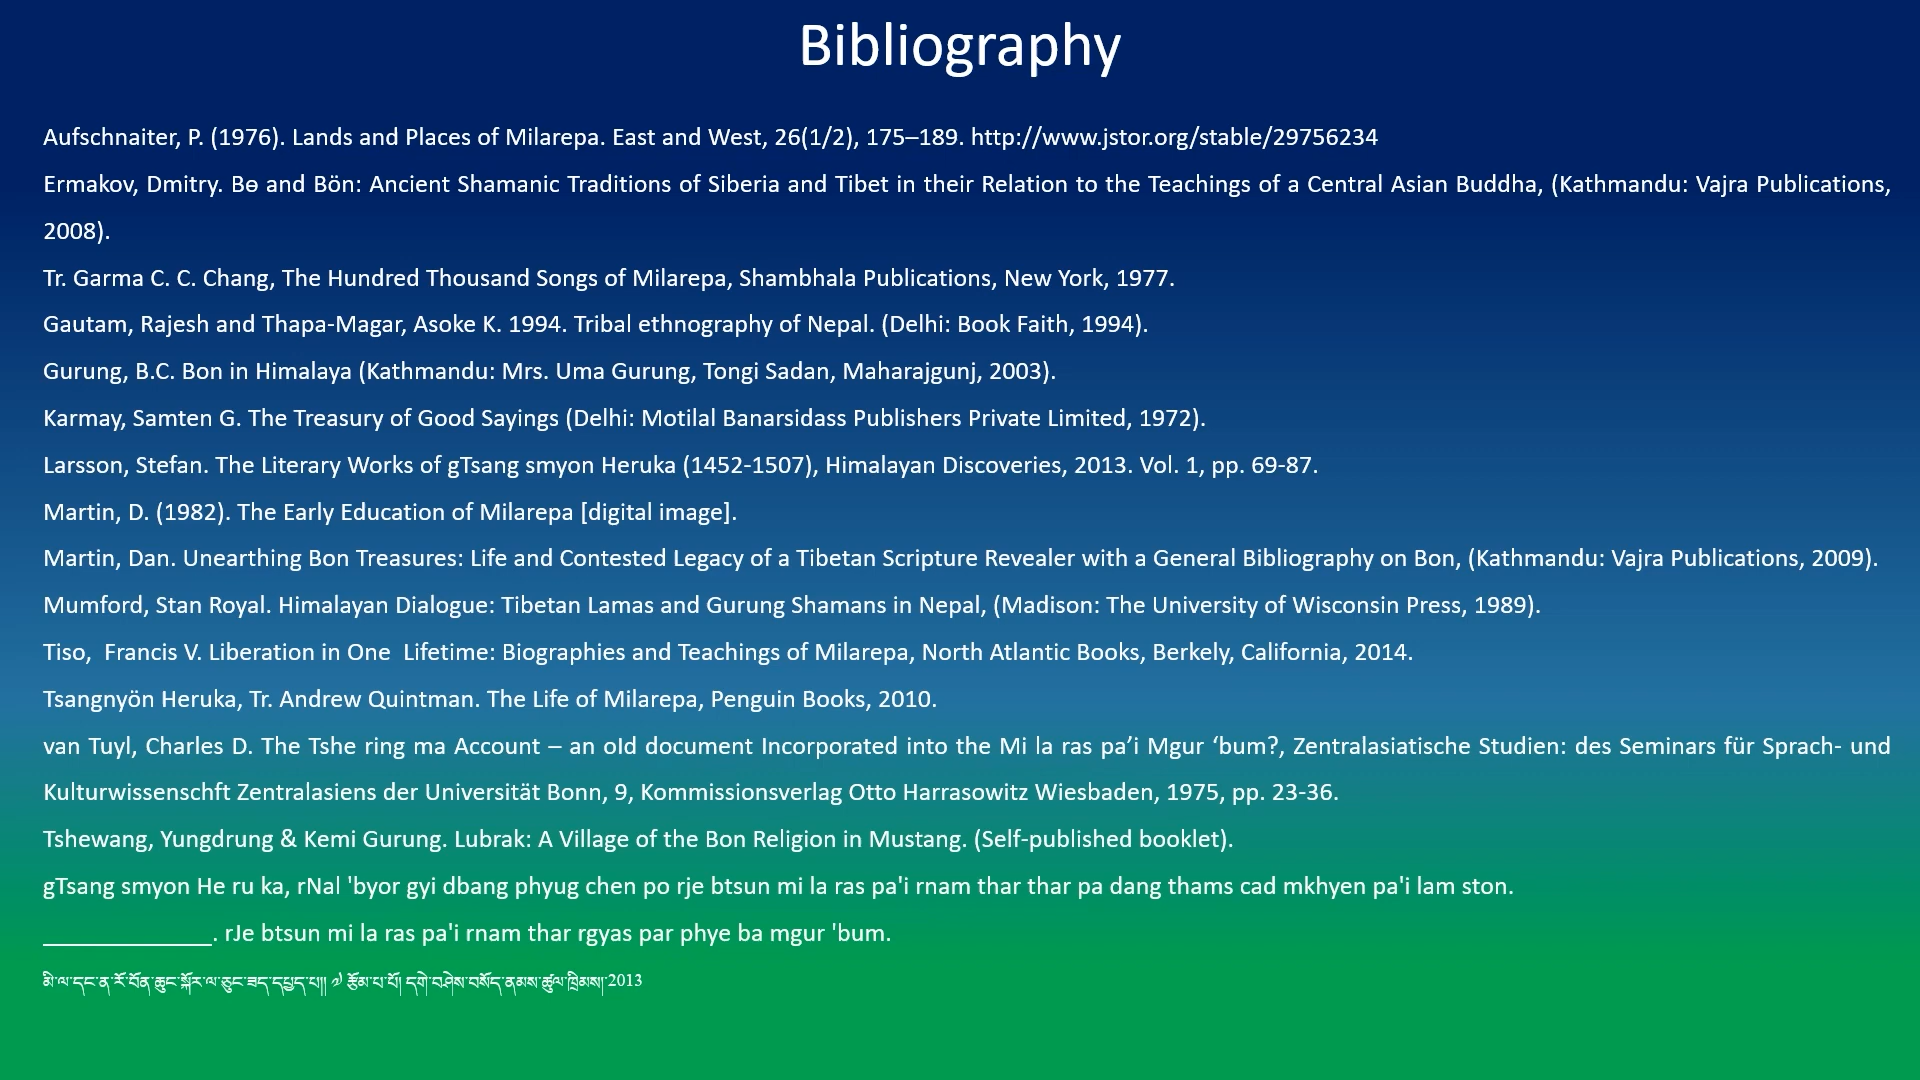 Bibliography
Aufschnaiter, P. (1976). Lands and Places of Milarepa. East and West, 26(1/2), 175–189. http://www.jstor.org/stable/29756234
Ermakov, Dmitry. Bɵ and Bön: Ancient Shamanic Traditions of Siberia and Tibet in their Relation to the Teachings of a Central Asian Buddha, (Kathmandu: Vajra Publications,
2008).
Tr. Garma C. C. Chang, The Hundred Thousand Songs of Milarepa, Shambhala Publications, New York, 1977.
Gautam, Rajesh and Thapa-Magar, Asoke K. 1994. Tribal ethnography of Nepal. (Delhi: Book Faith, 1994).
Gurung, B.C. Bon in Himalaya (Kathmandu: Mrs. Uma Gurung, Tongi Sadan, Maharajgunj, 2003).
Karmay, Samten G. The Treasury of Good Sayings (Delhi: Motilal Banarsidass Publishers Private Limited, 1972).
Larsson, Stefan. The Literary Works of gTsang smyon Heruka (1452-1507), Himalayan Discoveries, 2013. Vol. 1, pp. 69-87.
Martin, D. (1982). The Early Education of Milarepa [digital image].
Martin, Dan. Unearthing Bon Treasures: Life and Contested Legacy of a Tibetan Scripture Revealer with a General Bibliography on Bon, (Kathmandu: Vajra Publications, 2009).
Mumford, Stan Royal. Himalayan Dialogue: Tibetan Lamas and Gurung Shamans in Nepal, (Madison: The University of Wisconsin Press, 1989).
Tiso,  Francis V. Liberation in One  Lifetime: Biographies and Teachings of Milarepa, North Atlantic Books, Berkely, California, 2014.
Tsangnyön Heruka, Tr. Andrew Quintman. The Life of Milarepa, Penguin Books, 2010.
van Tuyl, Charles D. The Tshe ring ma Account – an oId document Incorporated into the Mi la ras pa’i Mgur ‘bum?, Zentralasiatische Studien: des Seminars für Sprach- und
Kulturwissenschft Zentralasiens der Universität Bonn, 9, Kommissionsverlag Otto Harrasowitz Wiesbaden, 1975, pp. 23-36.
Tshewang, Yungdrung & Kemi Gurung. Lubrak: A Village of the Bon Religion in Mustang. (Self-published booklet).
gTsang smyon He ru ka, rNal 'byor gyi dbang phyug chen po rje btsun mi la ras pa'i rnam thar thar pa dang thams cad mkhyen pa'i lam ston.
______________. rJe btsun mi la ras pa'i rnam thar rgyas par phye ba mgur 'bum.
མི་ལ་དང་ན་རོ་བོན་ཆུང་སྐོར་ལ་ཅུང་ཟད་དཔྱད་པ།། ༡༽ རྩོམ་པ་པོ། དགེ་བཤེས་བསོད་ནམས་ཚུལ་ཁྲིམས།་2013